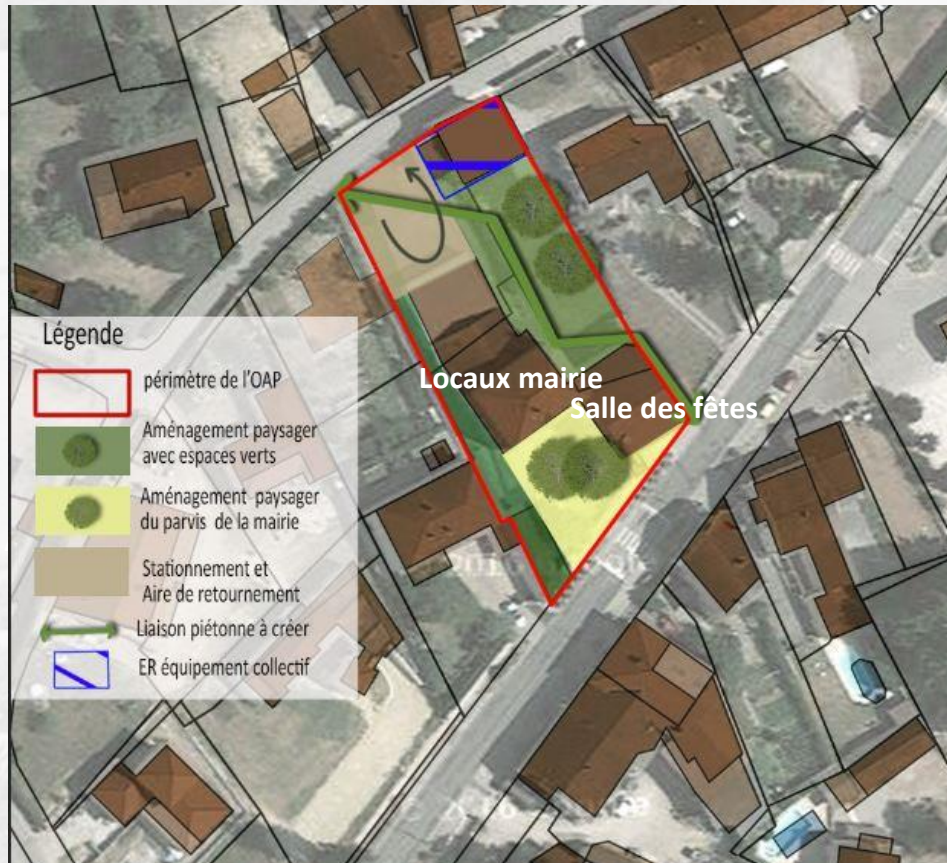 Légende
périmètre de l'OAP
Aménagement paysager
avec espaces verts
Aménagement paysager
du parvis de la mairie
Stationnement et
Aire de retournement
Liaison piétonne à créer
ER équipement collectif
Locaux mairie
Salle des fêtes